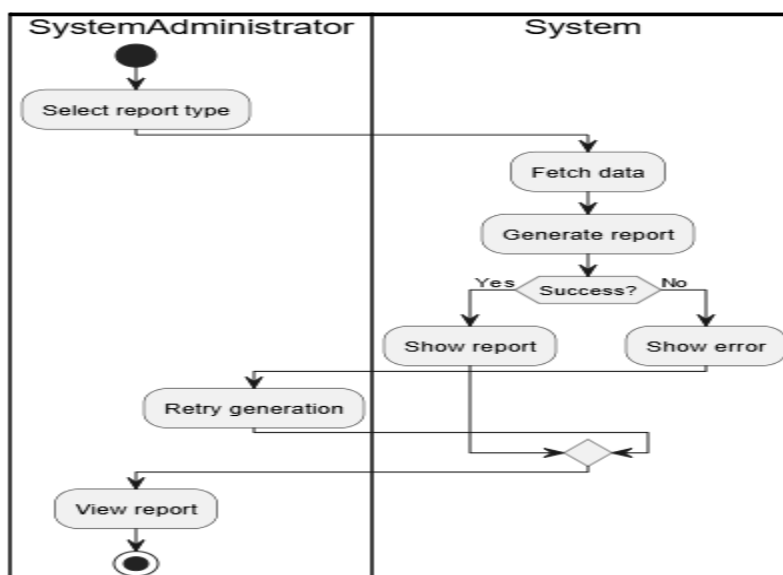 SystemAdministrator
System
Select report type
Fetch data
Generate report
Yes
Success?
No
Show report
Show error
Retry generation
View report